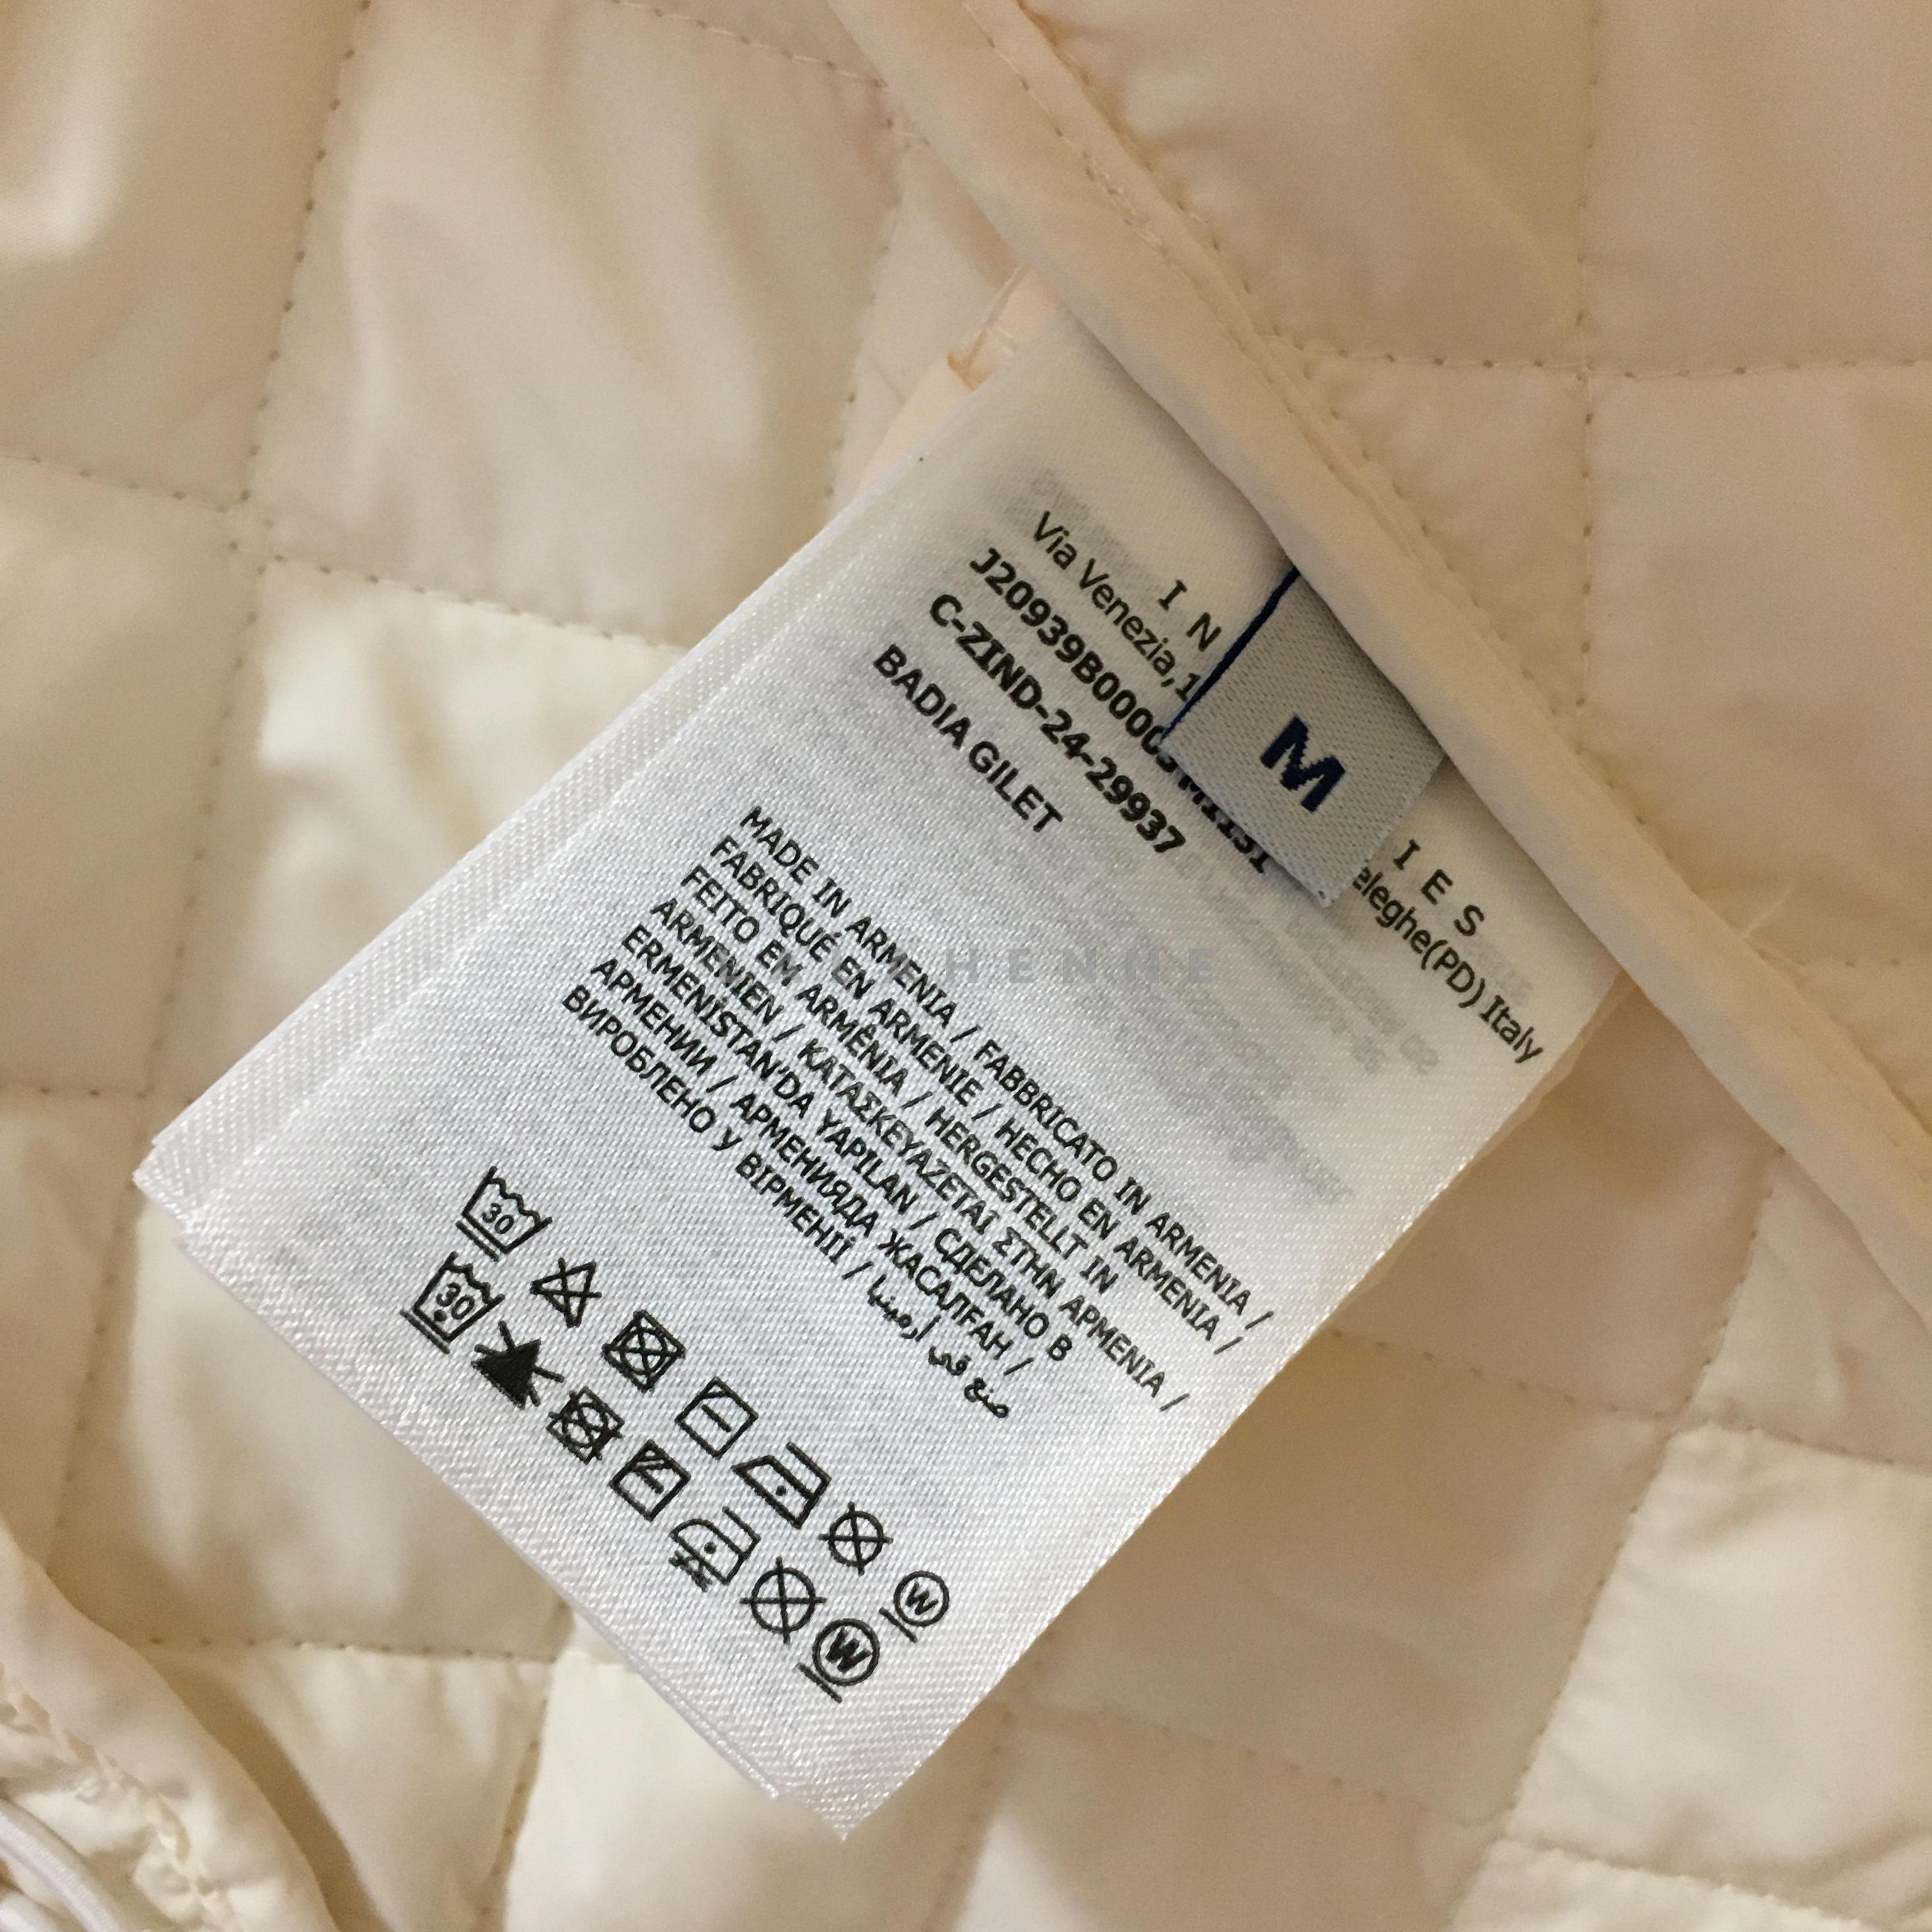 I N
I E S
Via Venezia,1
eleghe(PD) Italy
C-ZIND-24-29937
BADIA GILET
M
MADE IN ARMENIA / FABBRICATO IN ARMENIA /
FABRIQUÉ EN ARMENIE / HECHO EN ARMENIA /
FEITO EM ARMÊNIA / HERGESTELLT IN
ARMENIEN / ΚΑΤΑΣΚΕΥΑΖΕΤΑΙ ΣΤΗΝ ΑΡΜΕΝΙΑ /
ERMENİSTAN'DA YAPILAN / СДЕЛАНО В
АРМЕНИИ / АРМЕНИЯДА ЖАСАЛҒАН /
ВИРОБЛЕНО У ВІРМЕНІЇ / صنع في أرمينيا
30
W
30
W
HENNE